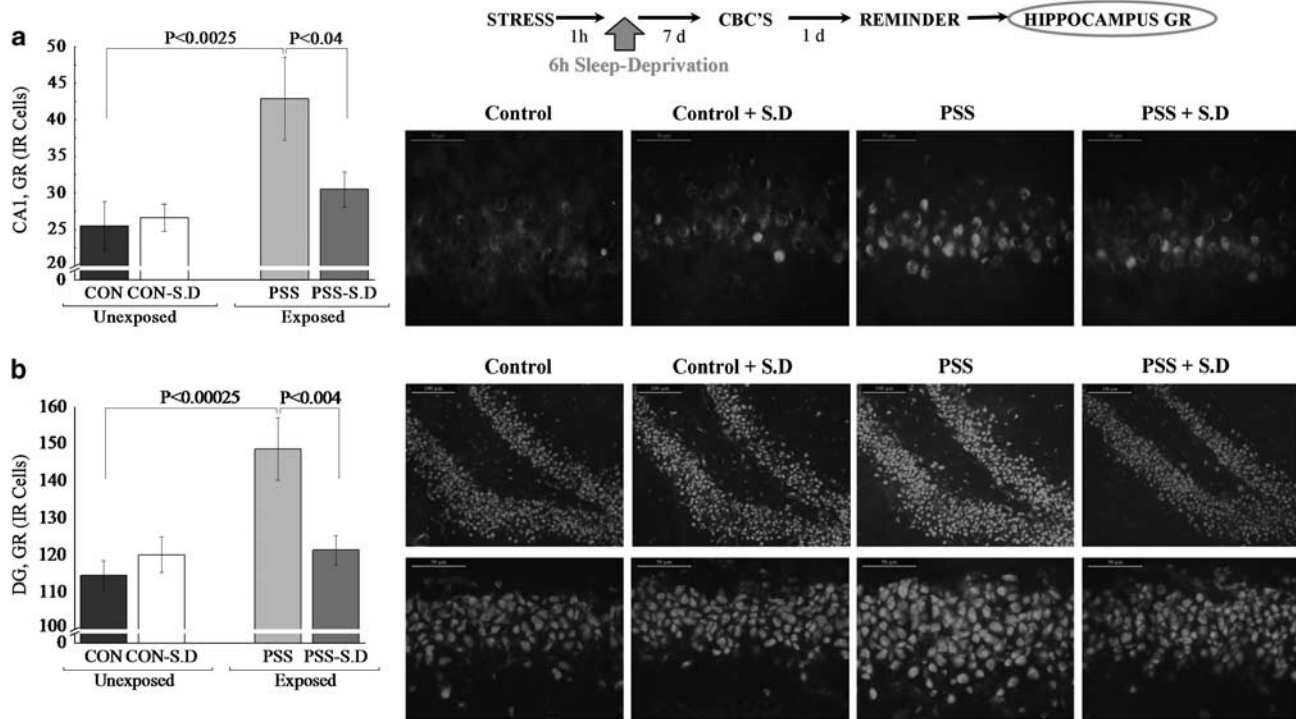 STRESS CBC'S REMINDER HIPPOCAMPUS GR
1h 7 d 1 d
6h Sleep-Deprivation
a
P<0.0025 P<0.04
CA1, GR (IR Cells)
50
45
40
35
30
25
20
0
CON CON-S.D PSS PSS-S.D
Unexposed Exposed
Control Control + S.D PSS PSS + S.D
b
P<0.00025 P<0.004
DG, GR (IR Cells)
160
150
140
130
120
110
100
0
CON CON-S.D PSS PSS-S.D
Unexposed Exposed
Control Control + S.D PSS PSS + S.D